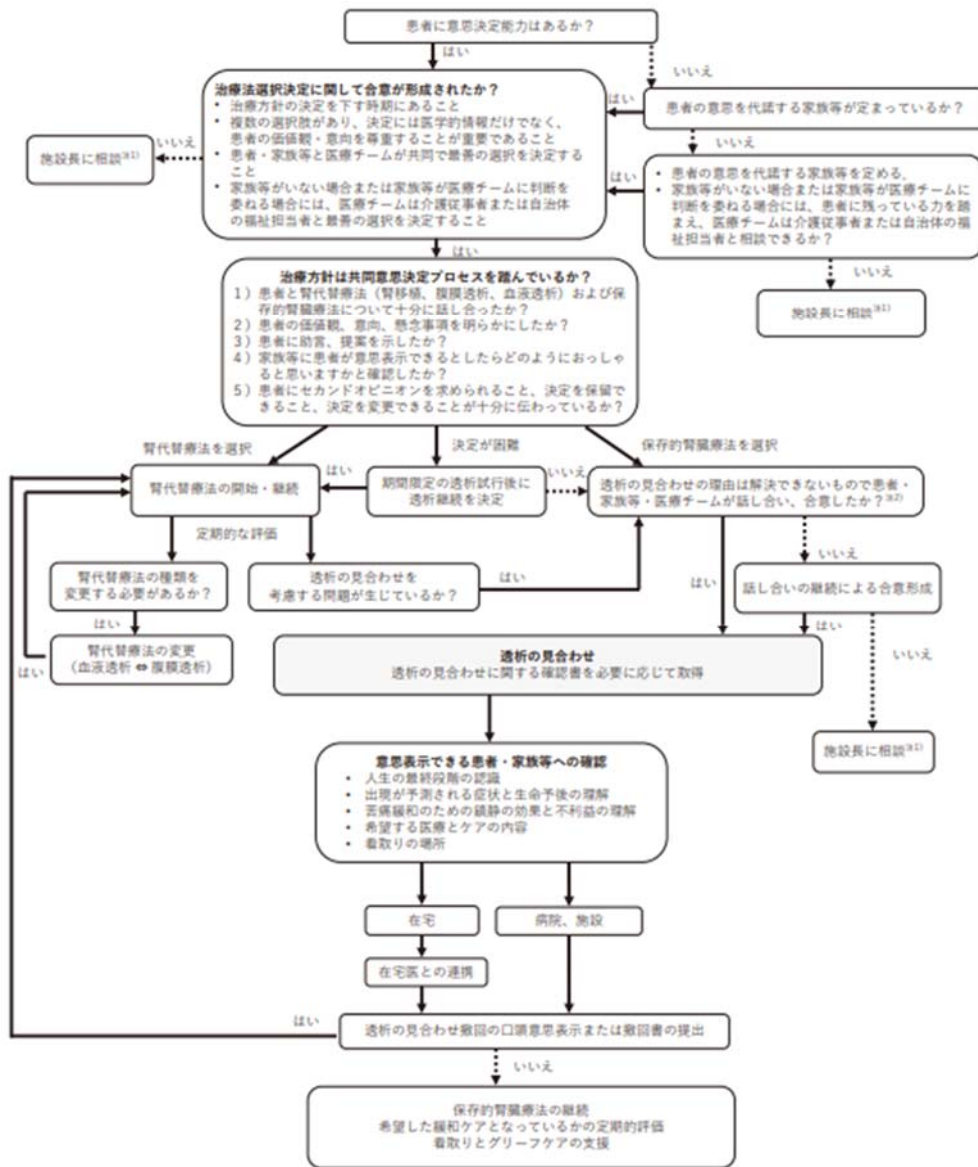 患者に意思決定能力はあるか？
はい
いいえ
治療法選択決定に関して合意が形成されたか？
• 治療方針の決定を下す時期にあること
• 複数の選択肢があり、決定には医学的情報だけでなく、
患者の価値観・意向を尊重することが重要であること
• 患者・家族等と医療チームが共同で最善の選択を決定する
こと
• 家族等がいない場合または家族等が医療チームに判断を
委ねる場合には、医療チームは介護従事者または自治体
の福祉担当者と最善の選択を決定すること
はい
患者の意思を代諾する家族等が定まっているか？
いいえ
いいえ
施設長に相談注1)
はい
• 患者の意思を代諾する家族等を定める,
• 家族等がいない場合または家族等が医療チームに
判断を委ねる場合には、患者に残っている力を踏
まえ、医療チームは介護従事者または自治体の福
祉担当者と相談できるか？
はい
いいえ
施設長に相談注1)
治療方針は共同意思決定プロセスを踏んでいるか？
1）患者と腎代替療法（腎移植、腹膜透析、血液透析）および保
存的腎臓療法について十分に話し合ったか？
2）患者の価値観、意向、懸念事項を明らかにしたか？
3）患者に助言、提案を示したか？
4）家族等に患者が意思表示できるとしたらどのようにおっしゃ
ると思いますかと確認したか？
5）患者にセカンドオピニオンを求められること、決定を保留で
きること、決定を変更できることが十分に伝わっているか？
腎代替療法を選択
決定が困難
保存的腎臓療法を選択
腎代替療法の開始・継続
はい
期間限定の透析試行後に
透析継続を決定
いいえ
透析の見合わせの理由は解決できないもので患者・
家族等・医療チームが話し合い、合意したか？注2)
定期的な評価
いいえ
腎代替療法の種類を
変更する必要があるか？
透析の見合わせを
考慮する問題が生じているか？
はい
はい
話し合いの継続による合意形成
はい
はい
いいえ
腎代替療法の変更
（血液透析 ⇔ 腹膜透析）
はい
透析の見合わせ
透析の見合わせに関する確認書を必要に応じて取得
施設長に相談注1)
意思表示できる患者・家族等への確認
• 人生の最終段階の認識
• 出現が予測される症状と生命予後の理解
• 苦痛緩和のための鎮静の効果と不利益の理解
• 希望する医療とケアの内容
• 看取りの場所
在宅
病院、施設
在宅医との連携
はい
透析の見合わせ撤回の口頭意思表示または撤回書の提出
いいえ
保存的腎臓療法の継続
希望した緩和ケアとなっているかの定期的評価
看取りとグリーフケアの支援